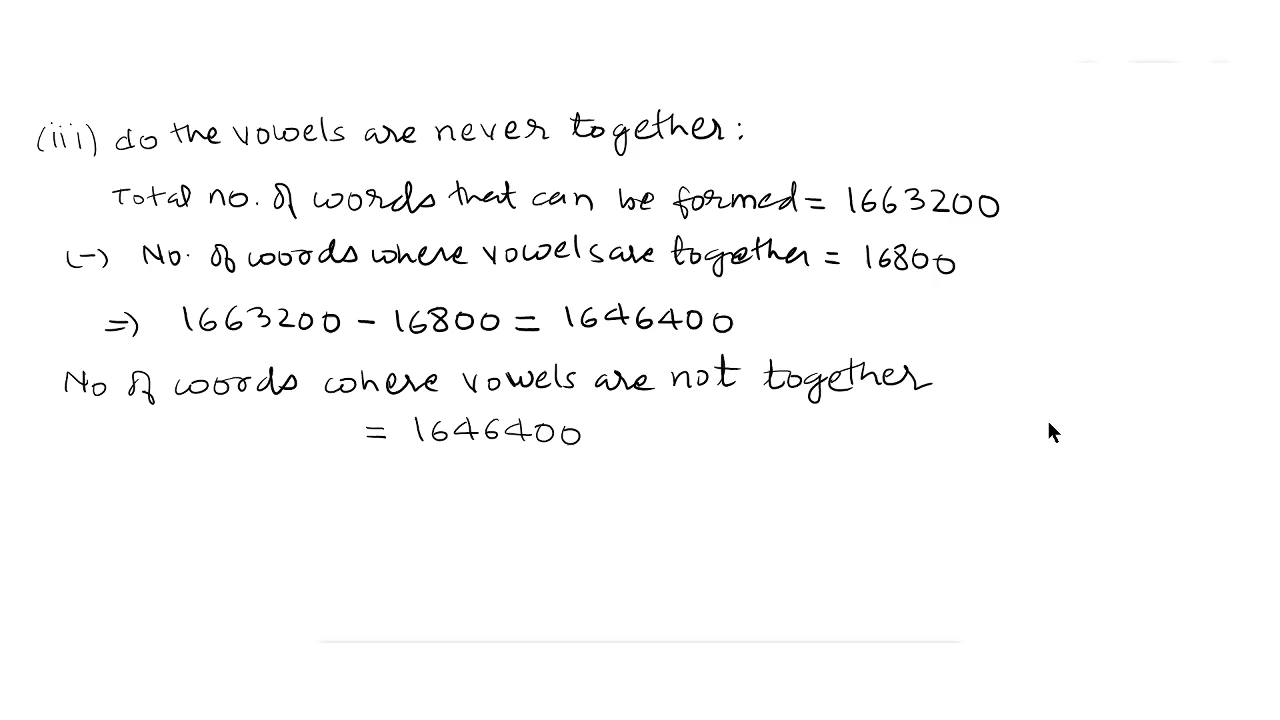 (iii) do the vowels are never together:
Total no. of words that can be formed = 1663200
(-) No. of words where vowels are together = 16800
=) 1663200 - 16800 = 1646400
No of words where vowels are not together
= 1646400